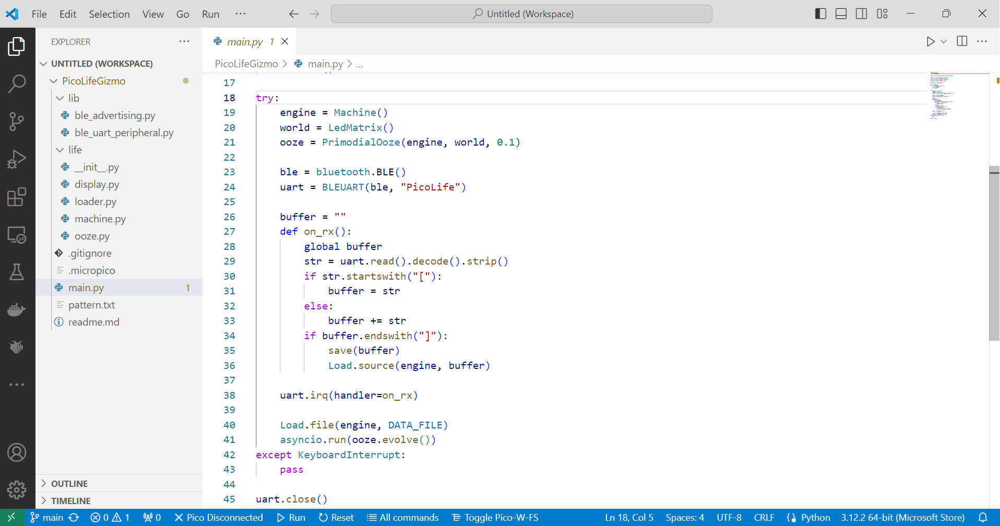 File Edit Selection View Go Run ···
Untitled (Workspace)
EXPLORER ···
UNTITLED (WORKSPACE)
PicoLifeGizmo
lib
ble_advertising.py
ble_uart_peripheral.py
life
__init__.py
display.py
loader.py
machine.py
ooze.py
.gitignore
.micropico
main.py 1
pattern.txt
readme.md
OUTLINE
TIMELINE
main.py 1
PicoLifeGizmo > main.py > ...
17
18 try:
19     engine = Machine()
20     world = LedMatrix()
21     ooze = PrimodialOoze(engine, world, 0.1)
22
23     ble = bluetooth.BLE()
24     uart = BLEUART(ble, "PicoLife")
25
26     buffer = ""
27     def on_rx():
28         global buffer
29         str = uart.read().decode().strip()
30         if str.startswith("["):
31             buffer = str
32         else:
33             buffer += str
34         if buffer.endswith("]"):
35             save(buffer)
36             Load.source(engine, buffer)
37
38     uart.irq(handler=on_rx)
39
40     Load.file(engine, DATA_FILE)
41     asyncio.run(ooze.evolve())
42 except KeyboardInterrupt:
43     pass
44
45 uart.close()
main 0 1 0 Pico Disconnected Run Reset All commands Toggle Pico-W-FS Ln 18, Col 5 Spaces: 4 UTF-8 CRLF Python 3.12.2 64-bit (Microsoft Store)